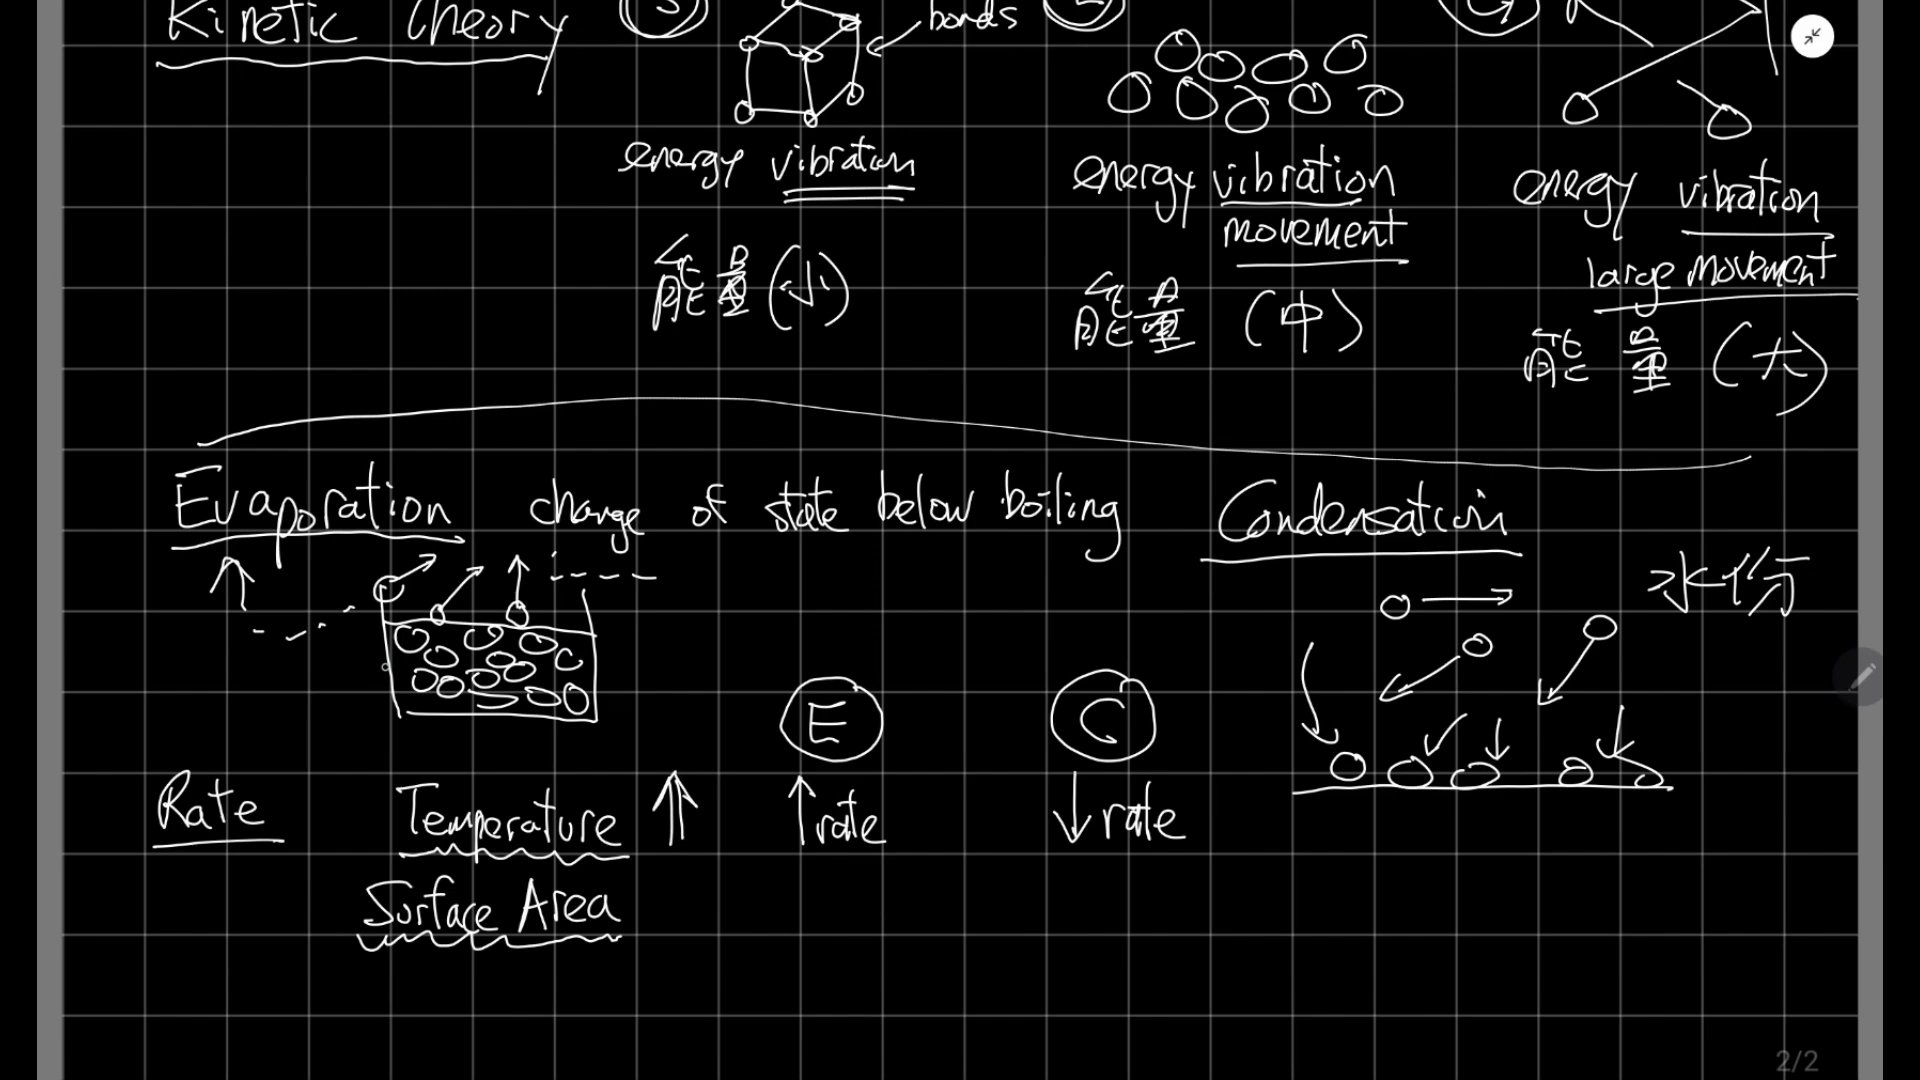 Kinetic Theory
S
bonds
energy vibration
能量 (小)
energy vibration
movement
能量 (中)
energy vibration
large movement
能量 (大)
Evaporation change of state below boiling
Condensation
水份
E
C
Rate Temperature ↑ ↑ rate ↓ rate
Surface Area
2/2